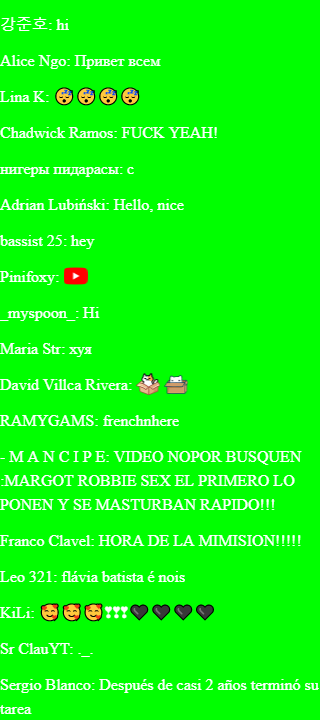 강준호: hi
Alice Ngo: Привет всем
Lina K: 😴😴😴😴
Chadwick Ramos: FUCK YEAH!
нигеры пидарасы: с
Adrian Lubiński: Hello, nice
bassist 25: hey
Pinifoxy:
_myspoon_: Hi
Maria Str: хуя
David Villca Rivera:
RAMYGAMS: frenchnhere
- M A N C I P E: VIDEO NOPOR BUSQUEN
:MARGOT ROBBIE SEX EL PRIMERO LO
PONEN Y SE MASTURBAN RAPIDO!!!
Franco Clavel: HORA DE LA MIMISION!!!!!
Leo 321: flávia batista é nois
KiLi: 🥰🥰🥰❣❣❣🖤🖤🖤🖤
Sr ClauYT: ._.
Sergio Blanco: Después de casi 2 años terminó su
tarea